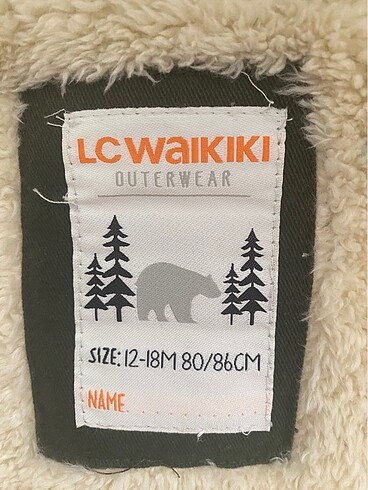 LC WAIKIKI
OUTERWEAR
SIZE: 12-18M 80/86CM
NAME